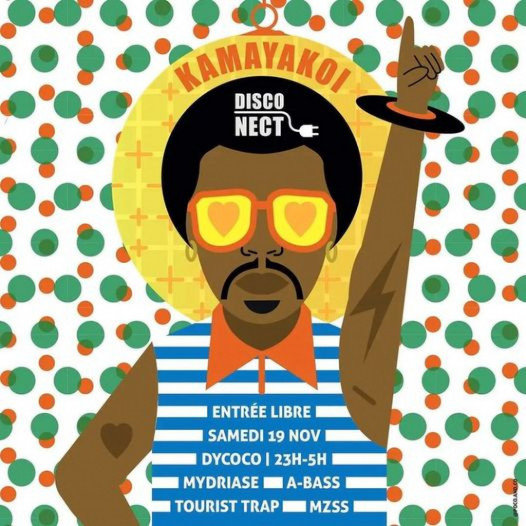 KAMAYAKOI
DISCO
NECT
ENTRÉE LIBRE
SAMEDI 19 NOV
DYCOCO | 23H-5H
MYDRIASE A-BASS
TOURIST TRAP MZSS